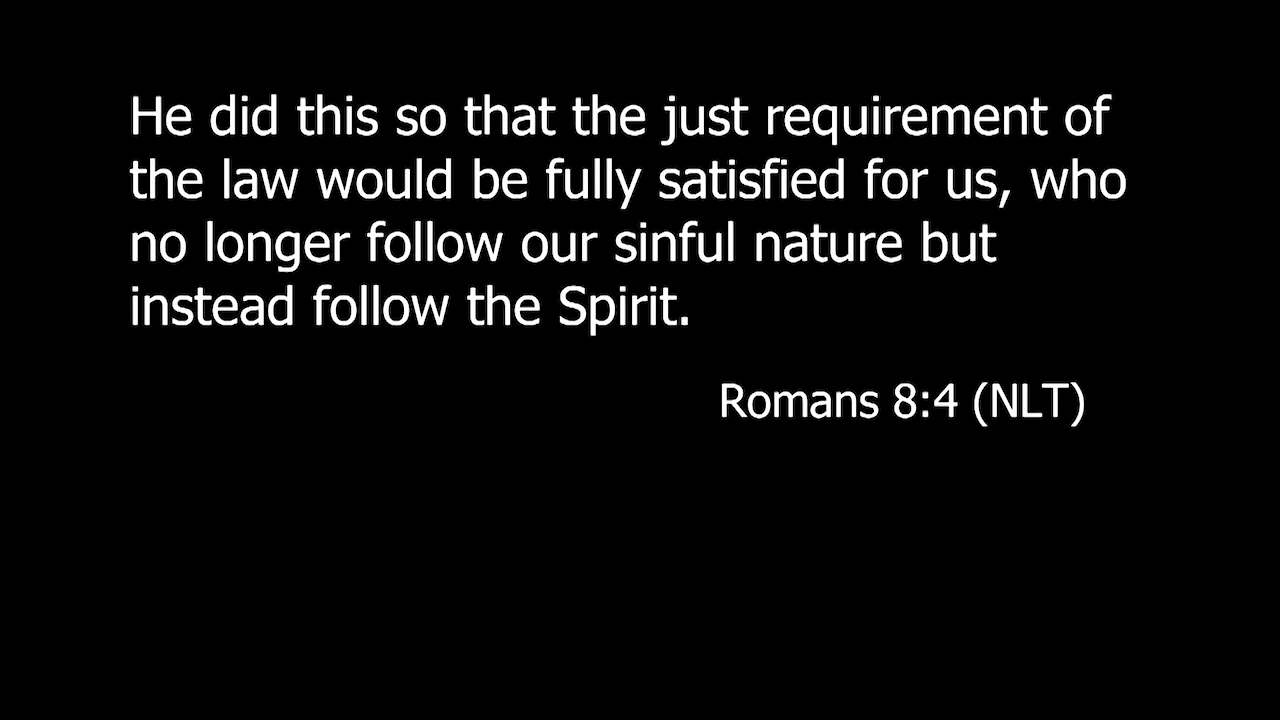 He did this so that the just requirement of
the law would be fully satisfied for us, who
no longer follow our sinful nature but
instead follow the Spirit.
Romans 8:4 (NLT)